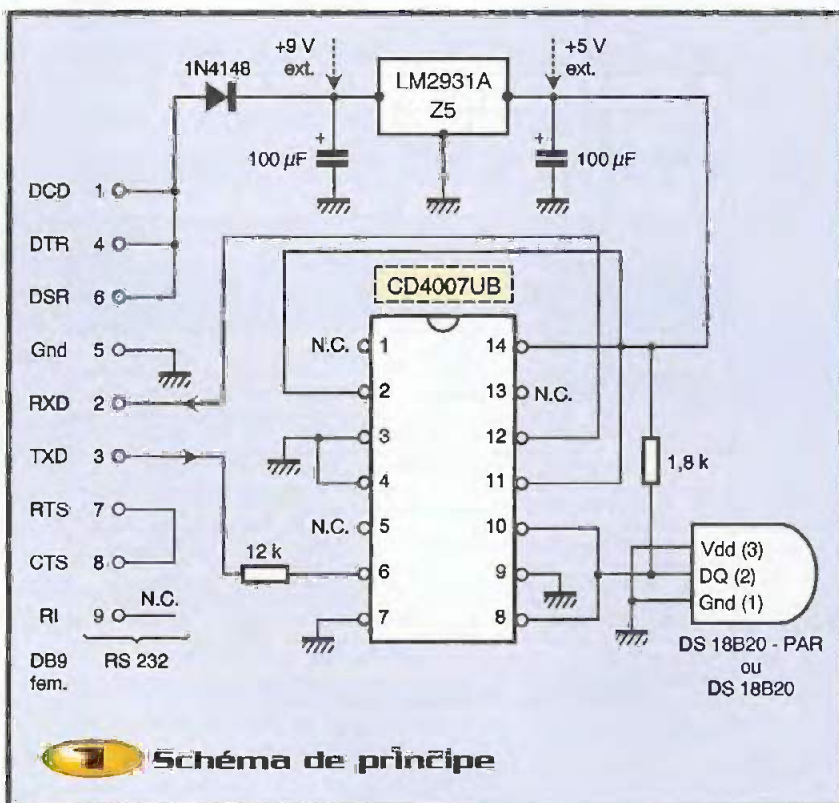 +9 V
ext.
+5 V
ext.
1N4148
LM2931A
Z5
+
100 µF
+
100 µF
DCD 1
DTR 4
DSR 6
Gnd 5
RXD 2
TXD 3
RTS 7
CTS 8
RI 9 N.C.
DB9
fem.
RS 232
12 k
CD4007UB
N.C. 1
2
3
4
N.C. 5
6
7
14
13 N.C.
12
11
10
9
8
1,8 k
Vdd (3)
DQ (2)
Gnd (1)
DS 18B20 - PAR
ou
DS 18B20
1 Schéma de principe